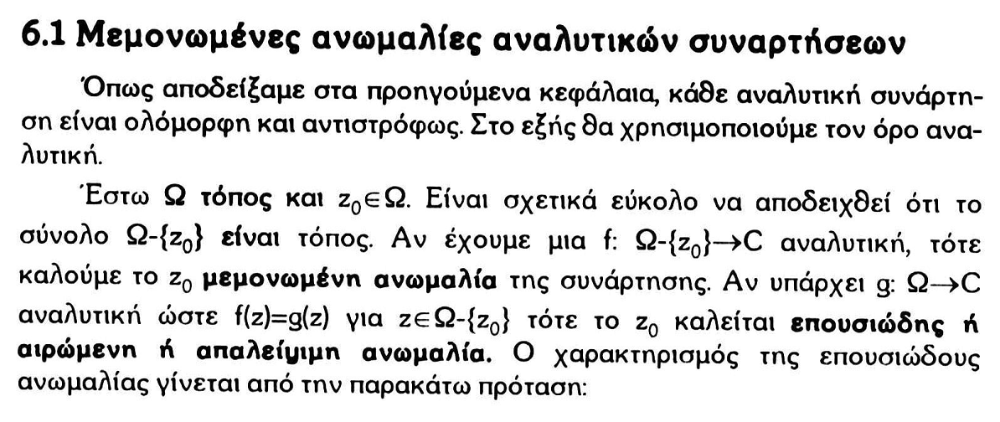 6.1 Μεμονωμένες ανωμαλίες αναλυτικών συναρτήσεων
Όπως αποδείξαμε στα προηγούμενα κεφάλαια, κάθε αναλυτική συνάρτη-
ση είναι ολόμορφη και αντιστρόφως. Στο εξής θα χρησιμοποιούμε τον όρο ανα-
λυτική.
Έστω Ω τόπος και z₀∈Ω. Είναι σχετικά εύκολο να αποδειχθεί ότι το
σύνολο Ω-{z₀} είναι τόπος. Αν έχουμε μια f: Ω-{z₀}→C αναλυτική, τότε
καλούμε το z₀ μεμονωμένη ανωμαλία της συνάρτησης. Αν υπάρχει g: Ω→C
αναλυτική ώστε f(z)=g(z) για z∈Ω-{z₀} τότε το z₀ καλείται επουσιώδης ή
αιρώμενη ή απαλείψιμη ανωμαλία. Ο χαρακτηρισμός της επουσιώδους
ανωμαλίας γίνεται από την παρακάτω πρόταση: